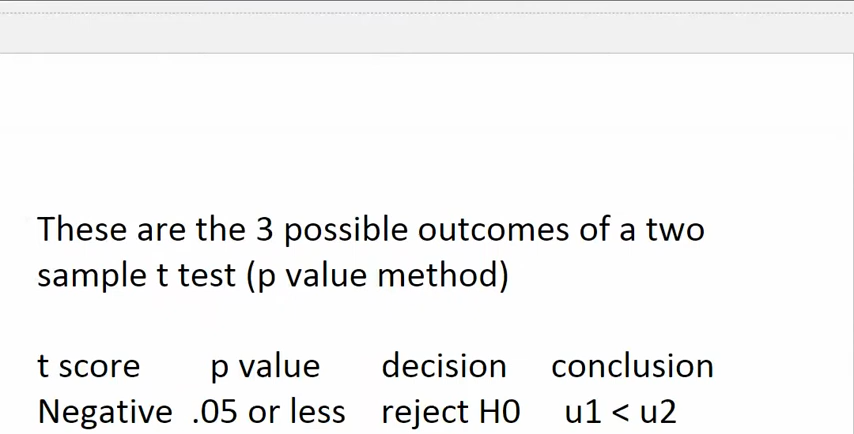 These are the 3 possible outcomes of a two
sample t test (p value method)
t score p value decision conclusion
Negative .05 or less reject H0 u1 < u2